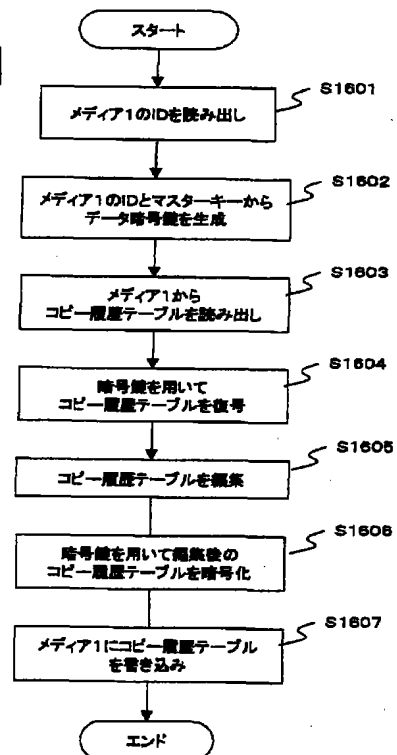 スタート
S1601
メディア1のIDを読み出し
S1602
メディア1のIDとマスターキーから
データ暗号鍵を生成
S1603
メディア1から
コピー履歴テーブルを読み出し
S1604
暗号鍵を用いて
コピー履歴テーブルを復号
S1605
コピー履歴テーブルを編集
S1606
暗号鍵を用いて編集後の
コピー履歴テーブルを暗号化
S1607
メディア1にコピー履歴テーブル
を書き込み
エンド